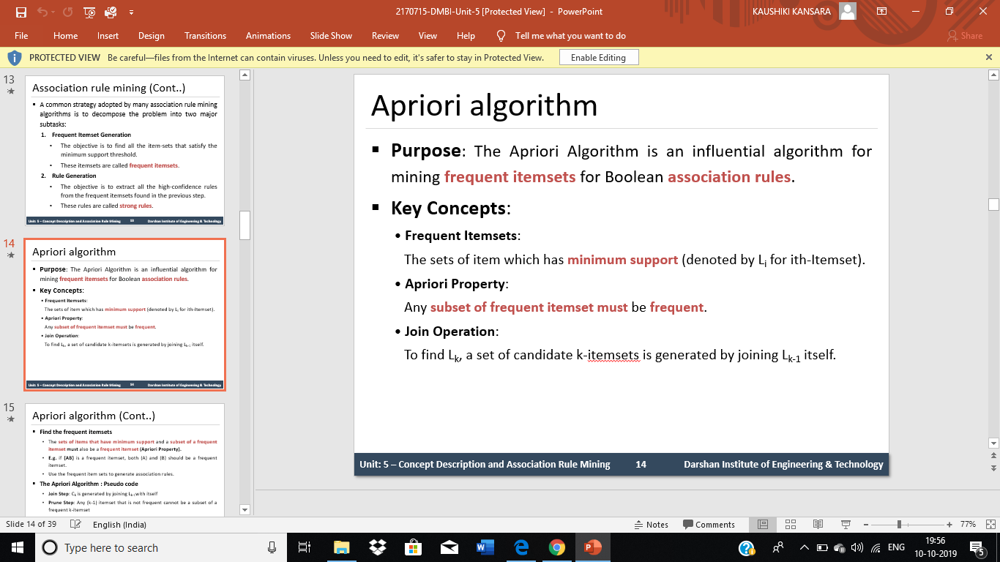 2170715-DMBI-Unit-5 [Protected View] - PowerPoint
KAUSHIKI KANSARA
File Home Insert Design Transitions Animations Slide Show Review View Help Tell me what you want to do Share
PROTECTED VIEW Be careful—files from the Internet can contain viruses. Unless you need to edit, it's safer to stay in Protected View. Enable Editing
13
Association rule mining (Cont..)
▪ A common strategy adopted by many association rule mining
algorithms is to decompose the problem into two major
subtasks:
1. Frequent Itemset Generation
• The objective is to find all the item-sets that satisfy the
minimum support threshold.
• These itemsets are called frequent itemsets.
2. Rule Generation
• The objective is to extract all the high-confidence rules
from the frequent itemsets found in the previous step.
• These rules are called strong rules.
Unit: 5 – Concept Description and Association Rule Mining 13 Darshan Institute of Engineering & Technology
14
Apriori algorithm
▪ Purpose: The Apriori Algorithm is an influential algorithm for
mining frequent itemsets for Boolean association rules.
▪ Key Concepts:
• Frequent Itemsets:
The sets of item which has minimum support (denoted by Li for ith-Itemset).
• Apriori Property:
Any subset of frequent itemset must be frequent.
• Join Operation:
To find Lk, a set of candidate k-itemsets is generated by joining Lk-1 itself.
Unit: 5 – Concept Description and Association Rule Mining 14 Darshan Institute of Engineering & Technology
15
Apriori algorithm (Cont..)
▪ Find the frequent itemsets
• The sets of items that have minimum support and a subset of a frequent
itemset must also be a frequent itemset (Apriori Property).
• E.g. if {AB} is a frequent itemset, both {A} and {B} should be a frequent
itemset.
• Use the frequent item sets to generate association rules.
▪ The Apriori Algorithm : Pseudo code
• Join Step: Ck is generated by joining Lk-1with itself
• Prune Step: Any (k-1) itemset that is not frequent cannot be a subset of a
frequent k-itemset
Apriori algorithm
▪ Purpose: The Apriori Algorithm is an influential algorithm for
mining frequent itemsets for Boolean association rules.
▪ Key Concepts:
• Frequent Itemsets:
The sets of item which has minimum support (denoted by Li for ith-Itemset).
• Apriori Property:
Any subset of frequent itemset must be frequent.
• Join Operation:
To find Lk, a set of candidate k-itemsets is generated by joining Lk-1 itself.
Unit: 5 – Concept Description and Association Rule Mining 14 Darshan Institute of Engineering & Technology
Slide 14 of 39 English (India) Notes Comments 77%
Type here to search
ENG
19:56
10-10-2019
5